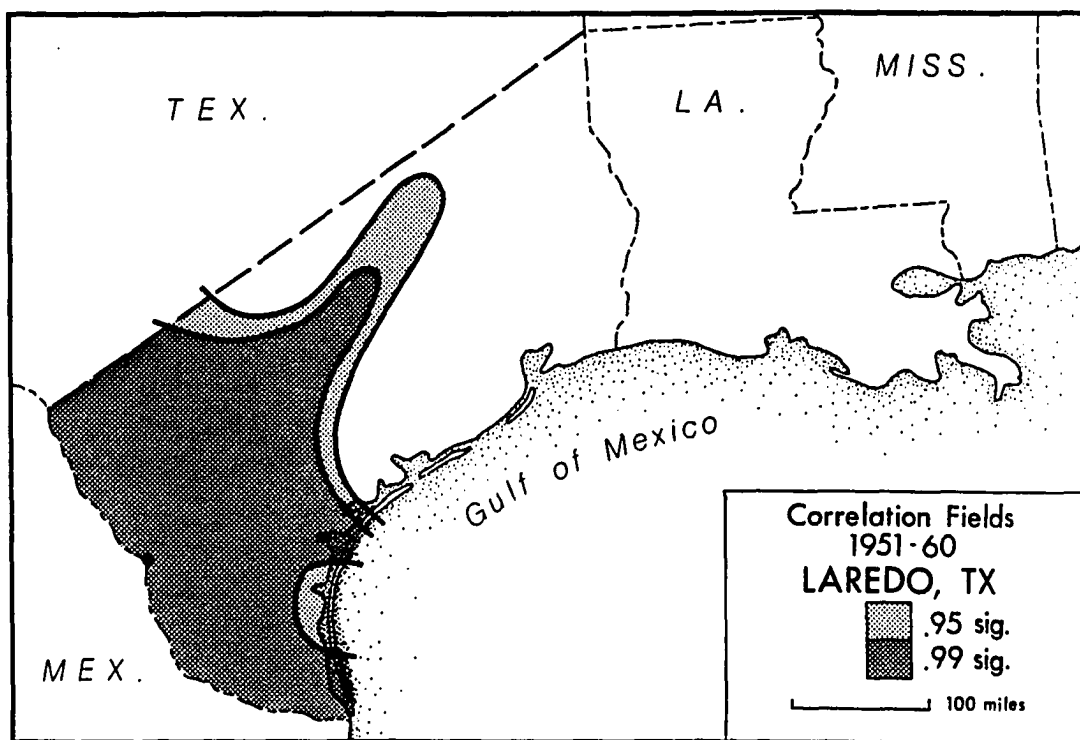 TEX.
LA.
MISS.
Gulf of Mexico
MEX.
Correlation Fields
1951-60
LAREDO, TX
.95 sig.
.99 sig.
100 miles